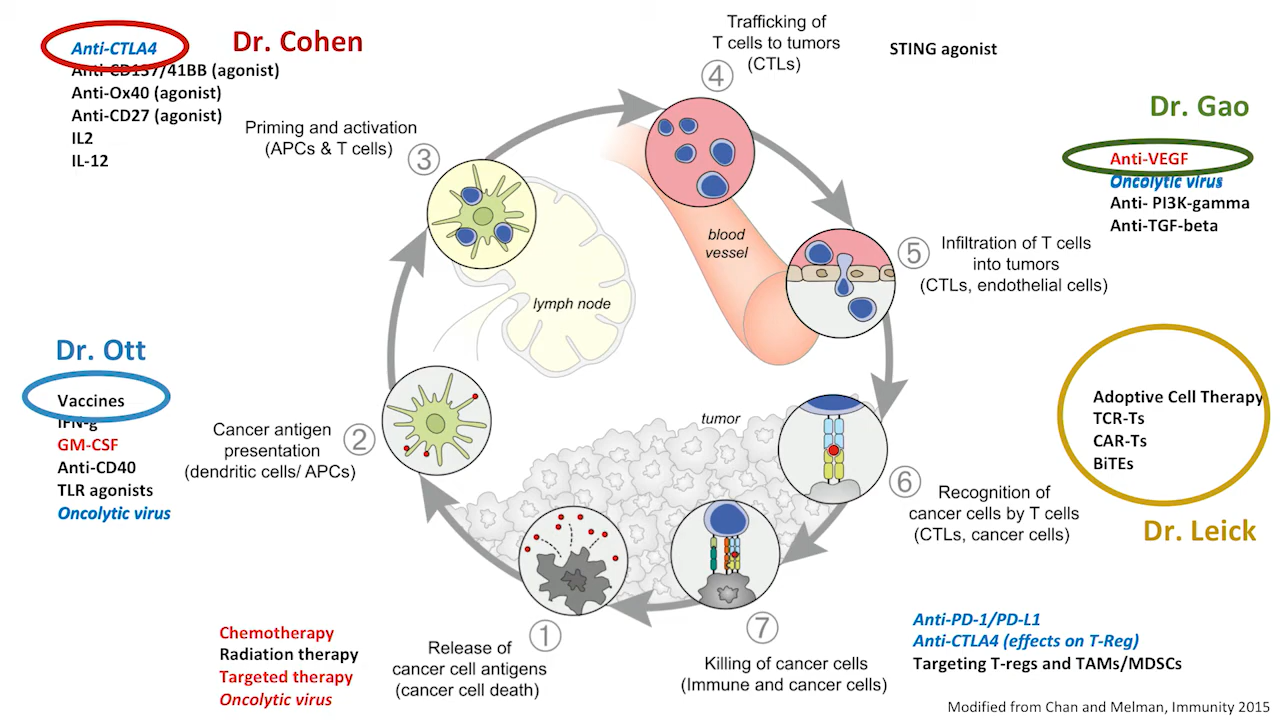 Anti-CTLA4
Dr. Cohen
Anti-CD137/41BB (agonist)
Anti-Ox40 (agonist)
Anti-CD27 (agonist)
IL2
IL-12
Priming and activation
(APCs & T cells)
3
Trafficking of
T cells to tumors
(CTLs)
4
STING agonist
Dr. Gao
Anti-VEGF
Oncolytic virus
Anti- PI3K-gamma
Anti-TGF-beta
blood
vessel
lymph node
5
Infiltration of T cells
into tumors
(CTLs, endothelial cells)
Dr. Ott
Vaccines
IFN-g
GM-CSF
Anti-CD40
TLR agonists
Oncolytic virus
Cancer antigen
presentation
(dendritic cells/ APCs)
2
tumor
Adoptive Cell Therapy
TCR-Ts
CAR-Ts
BiTEs
Dr. Leick
6
Recognition of
cancer cells by T cells
(CTLs, cancer cells)
Chemotherapy
Radiation therapy
Targeted therapy
Oncolytic virus
1
Release of
cancer cell antigens
(cancer cell death)
7
Killing of cancer cells
(Immune and cancer cells)
Anti-PD-1/PD-L1
Anti-CTLA4 (effects on T-Reg)
Targeting T-regs and TAMs/MDSCs
Modified from Chan and Melman, Immunity 2015